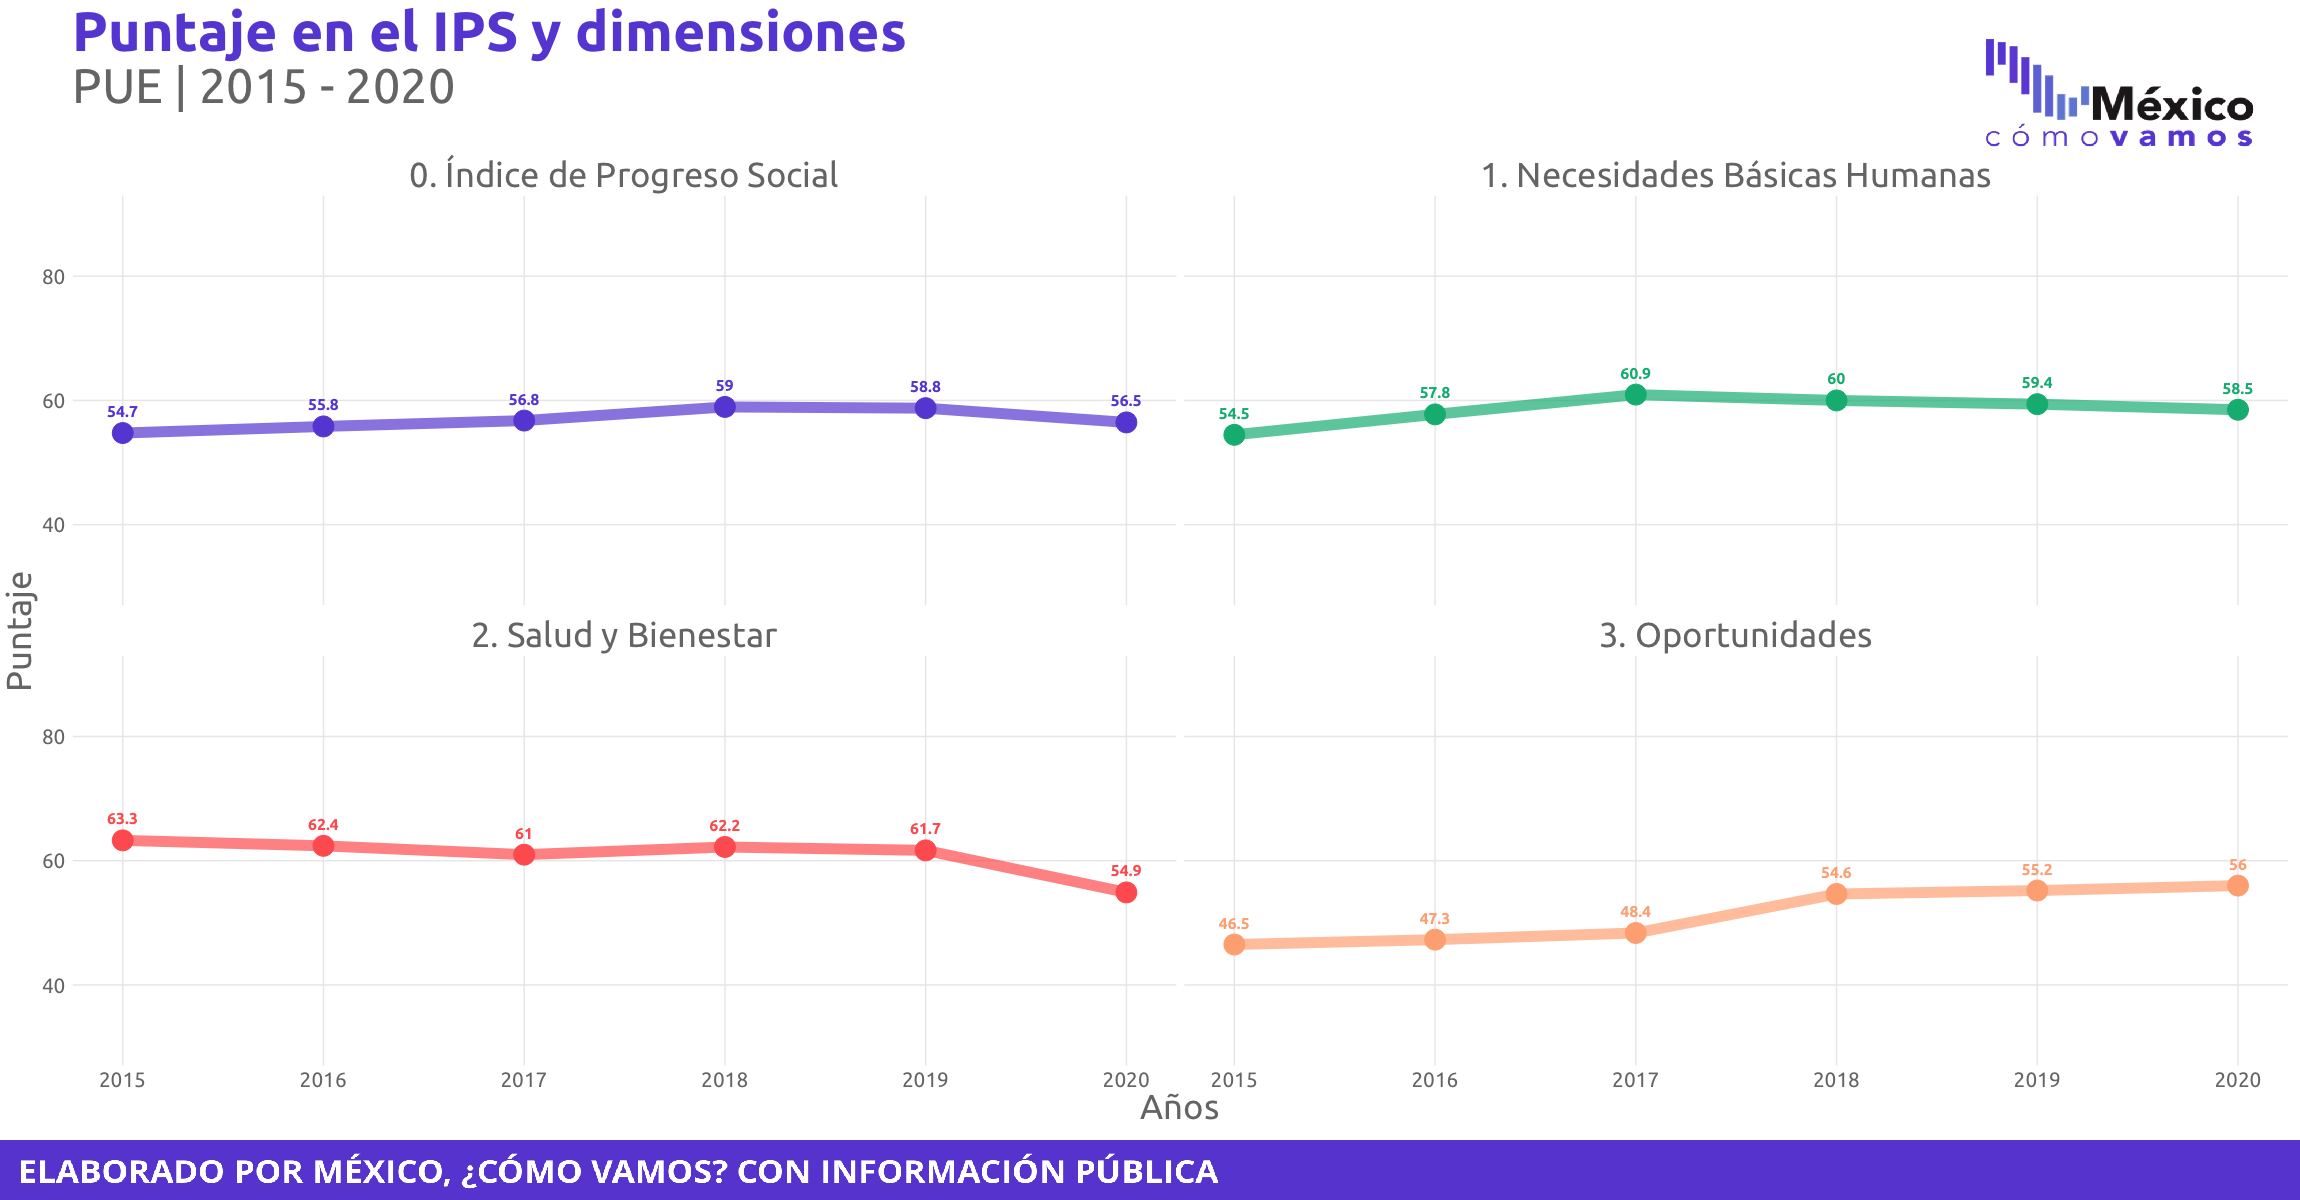 Puntaje en el IPS y dimensiones
PUE | 2015 - 2020
México
cómo vamos
0. Índice de Progreso Social
80
60
40
54.7
55.8
56.8
59
58.8
56.5
1. Necesidades Básicas Humanas
54.5
57.8
60.9
60
59.4
58.5
Puntaje
2. Salud y Bienestar
80
60
40
63.3
62.4
61
62.2
61.7
54.9
3. Oportunidades
46.5
47.3
48.4
54.6
55.2
56
2015 2016 2017 2018 2019 2020 2015 2016 2017 2018 2019 2020
Años
ELABORADO POR MÉXICO, ¿CÓMO VAMOS? CON INFORMACIÓN PÚBLICA